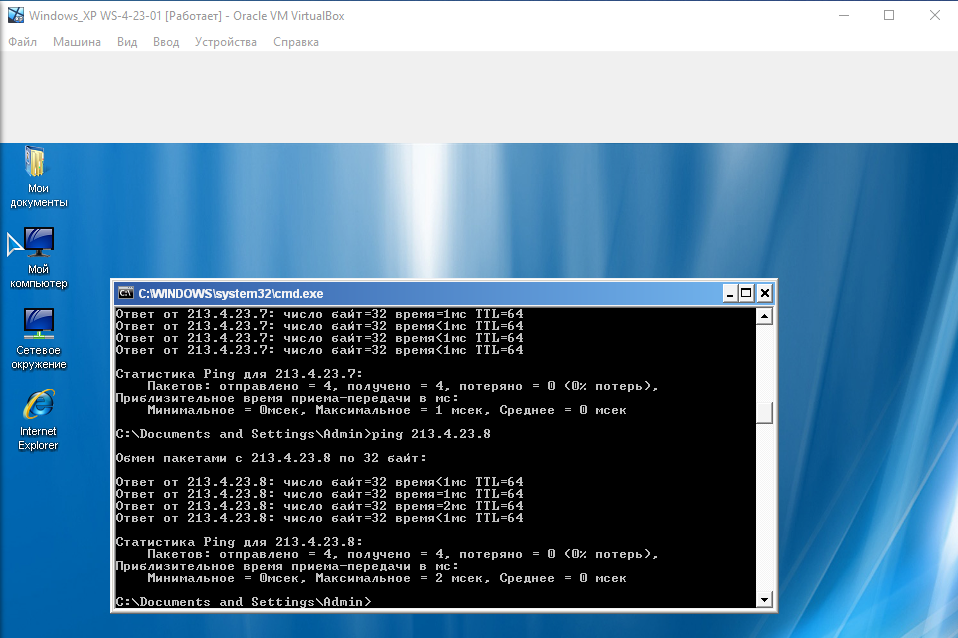 Windows_XP WS-4-23-01 [Работает] - Oracle VM VirtualBox
Файл Машина Вид Ввод Устройства Справка
Мои
документы
Мой
компьютер
Сетевое
окружение
Internet
Explorer
C:\WINDOWS\system32\cmd.exe
Ответ от 213.4.23.7: число байт=32 время=1мс TTL=64
Ответ от 213.4.23.7: число байт=32 время<1мс TTL=64
Ответ от 213.4.23.7: число байт=32 время<1мс TTL=64
Ответ от 213.4.23.7: число байт=32 время<1мс TTL=64
Статистика Ping для 213.4.23.7:
Пакетов: отправлено = 4, получено = 4, потеряно = 0 (0% потерь),
Приблизительное время приема-передачи в мс:
Минимальное = 0мсек, Максимальное = 1 мсек, Среднее = 0 мсек
C:\Documents and Settings\Admin>ping 213.4.23.8
Обмен пакетами с 213.4.23.8 по 32 байт:
Ответ от 213.4.23.8: число байт=32 время<1мс TTL=64
Ответ от 213.4.23.8: число байт=32 время=1мс TTL=64
Ответ от 213.4.23.8: число байт=32 время=2мс TTL=64
Ответ от 213.4.23.8: число байт=32 время<1мс TTL=64
Статистика Ping для 213.4.23.8:
Пакетов: отправлено = 4, получено = 4, потеряно = 0 (0% потерь),
Приблизительное время приема-передачи в мс:
Минимальное = 0мсек, Максимальное = 2 мсек, Среднее = 0 мсек
C:\Documents and Settings\Admin>